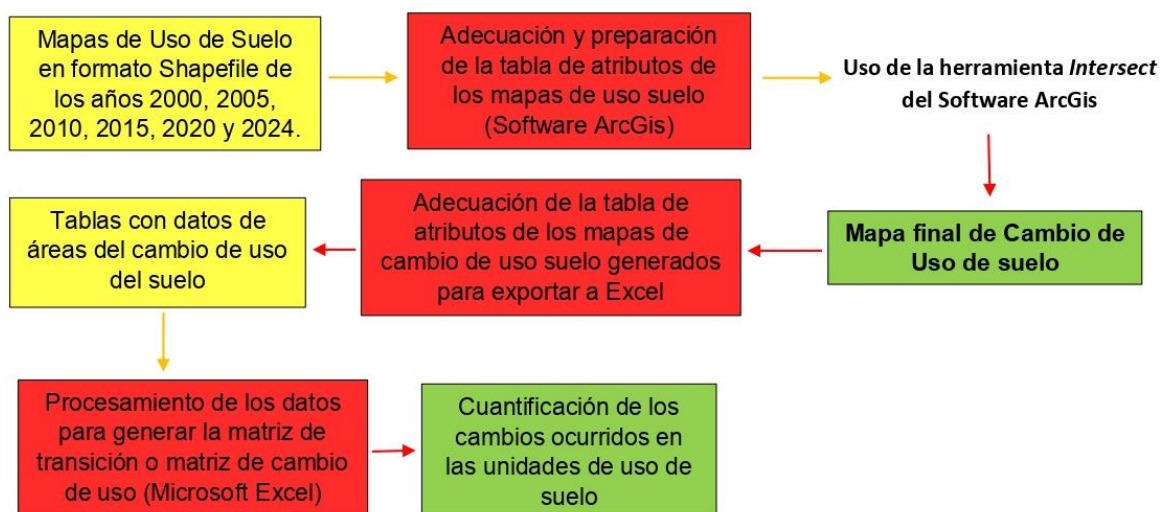 Mapas de Uso de Suelo
en formato Shapefile de
los años 2000, 2005,
2010, 2015, 2020 y 2024.
Adecuación y preparación
de la tabla de atributos de
los mapas de uso suelo
(Software ArcGis)
Uso de la herramienta Intersect
del Software ArcGis
Mapa final de Cambio de
Uso de suelo
Adecuación de la tabla de
atributos de los mapas de
cambio de uso suelo generados
para exportar a Excel
Tablas con datos de
áreas del cambio de uso
del suelo
Procesamiento de los datos
para generar la matriz de
transición o matriz de cambio
de uso (Microsoft Excel)
Cuantificación de los
cambios ocurridos en
las unidades de uso de
suelo